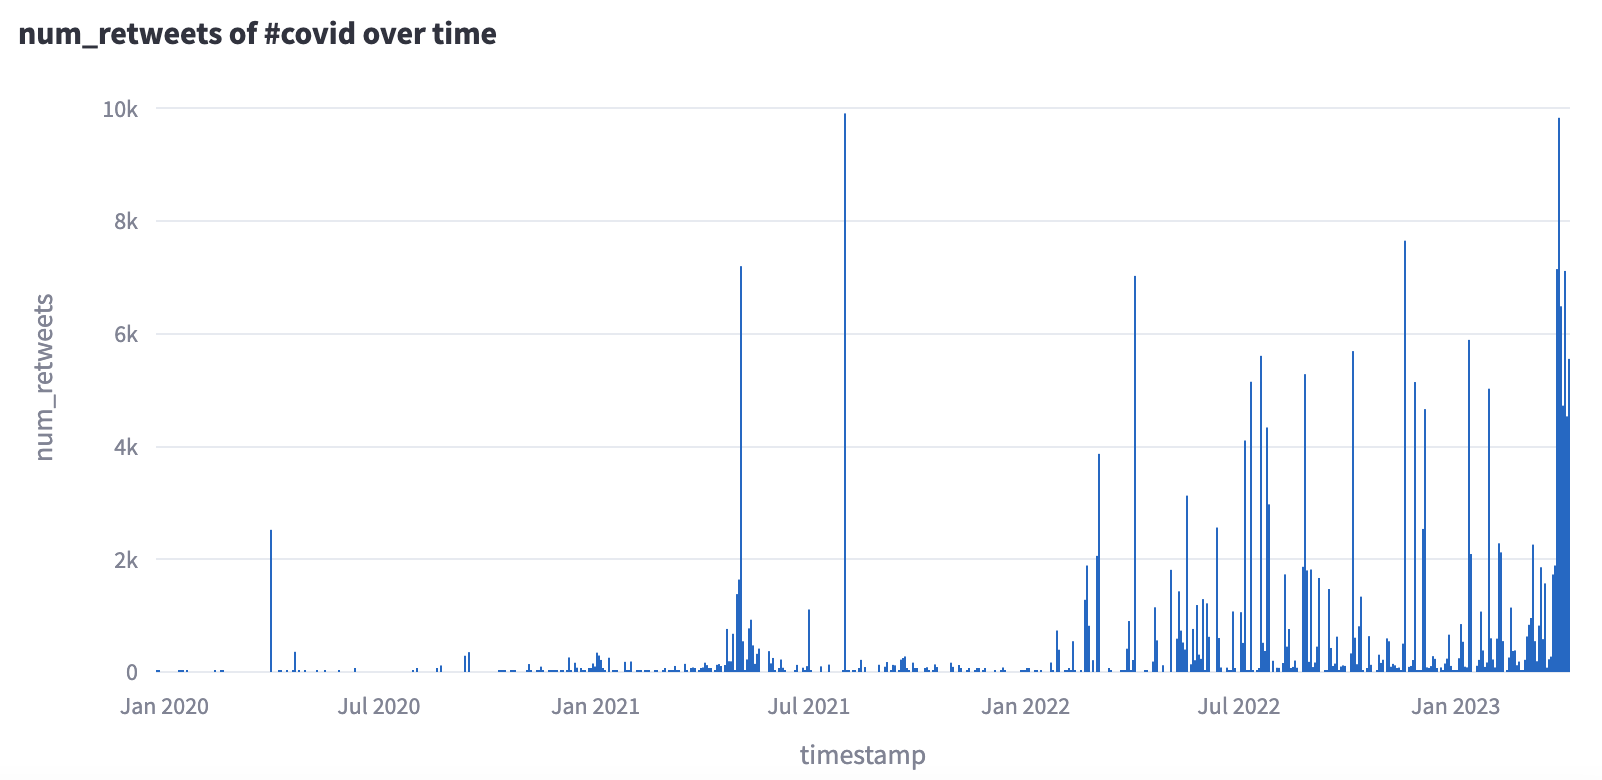 num_retweets of #covid over time
10k
8k
6k
4k
2k
0
num_retweets
Jan 2020 Jul 2020 Jan 2021 Jul 2021 Jan 2022 Jul 2022 Jan 2023
timestamp